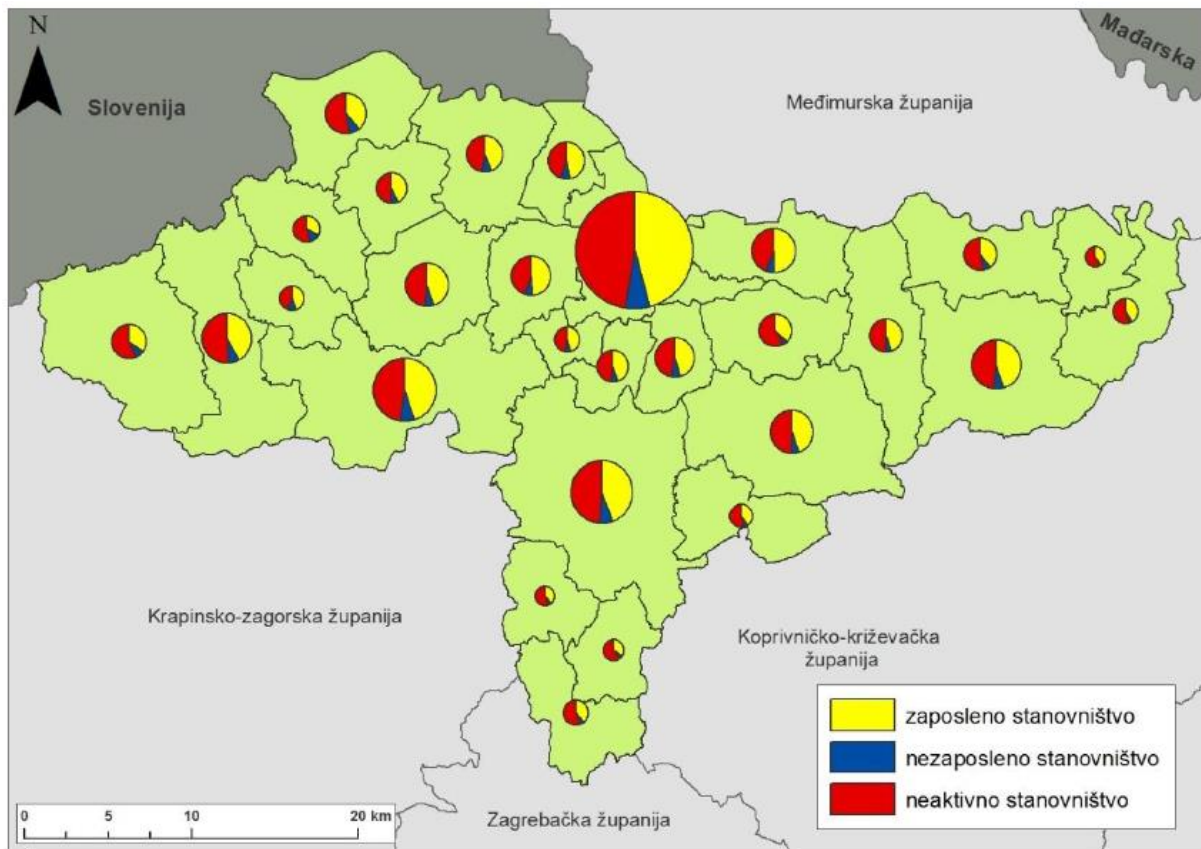 N
Slovenija
Mađarska
Međimurska županija
Krapinsko-zagorska županija
Koprivničko-križevačka
županija
Zagrebačka županija
zaposleno stanovništvo
nezaposleno stanovništvo
neaktivno stanovništvo
0 5 10 20 km